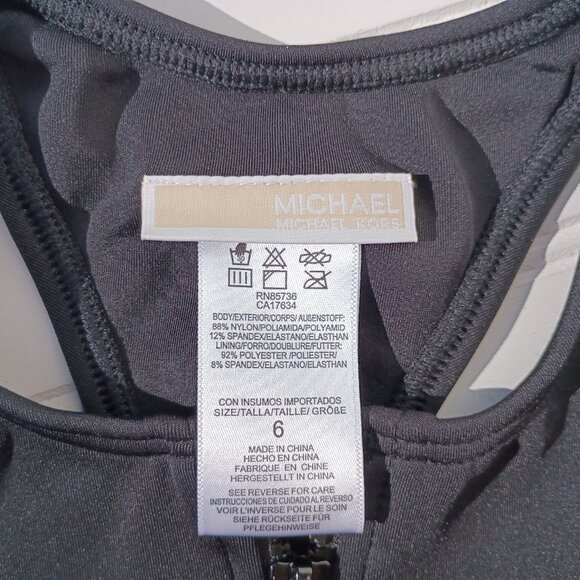 MICHAEL
MICHAEL KORS
RN85736
CA17634
BODY/EXTERIOR/CORPS/ AUßENSTOFF:
88% NYLON/POLIAMIDA/POLYAMID
12% SPANDEX/ELASTANO/ELASTHAN
LINING/FORRO/DOUBLURE/FUTTER:
92% POLYESTER /POLIESTER/
8% SPANDEX/ELASTANO/ELASTHAN
CON INSUMOS IMPORTADOS
SIZE/TALLA/TAILLE/ GRÖßE
6
MADE IN CHINA
HECHO EN CHINA
FABRIQUÉ EN CHINE
HERGESTELLT IN CHINA
SEE REVERSE FOR CARE
INSTRUCCIONES DE CUIDADO AL REVERSO
VOIR L'INVERSE POUR LE MODE
SIEHE RÜCKSEITE FÜR
PFLEGEHINWEISE